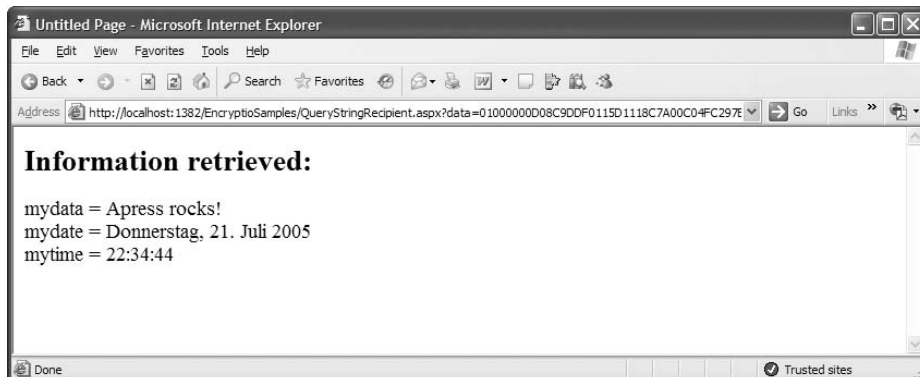 Untitled Page - Microsoft Internet Explorer
File Edit View Favorites Tools Help
Back Search Favorites
Address http://localhost:1382/EncryptioSamples/QueryStringRecipient.aspx?data=01000000D08C9DDF0115D1118C7A00C04FC297E Go Links »
Information retrieved:
mydata = Apress rocks!
mydate = Donnerstag, 21. Juli 2005
mytime = 22:34:44
Done Trusted sites